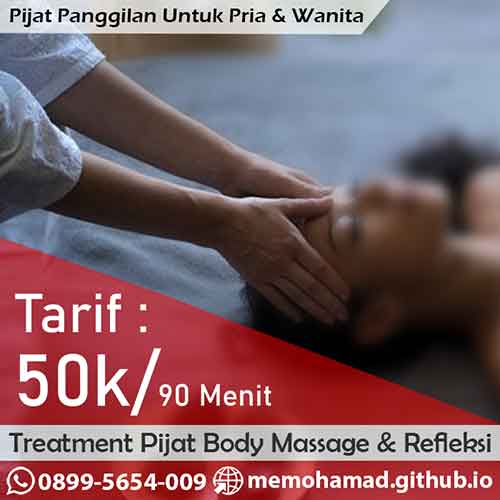 Pijat Panggilan Untuk Pria & Wanita
Tarif :
50k/90 Menit
Treatment Pijat Body Massage & Refleksi
0899-5654-009 memohamad.github.io